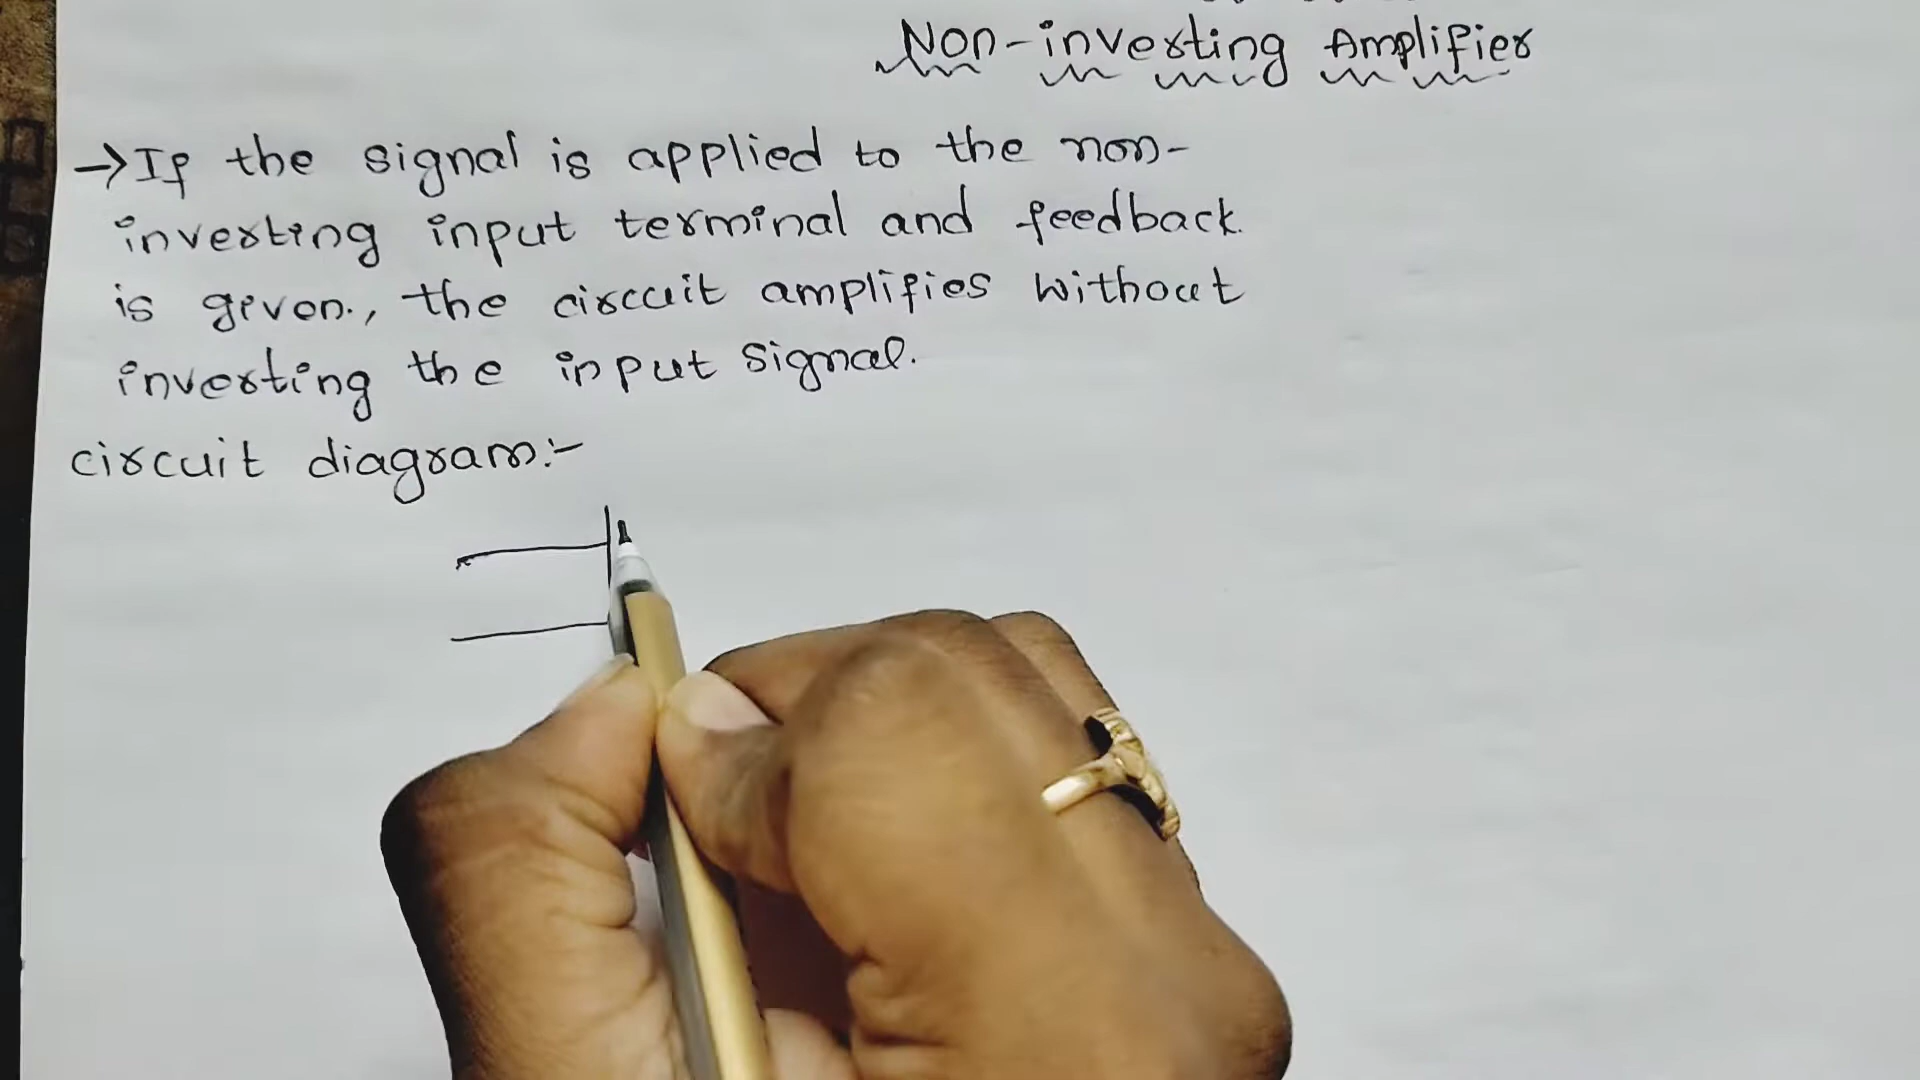 Non-inverting Amplifier
→If the signal is applied to the non-
inverting input terminal and feedback
is given., the circuit amplifies without
inverting the input signal.
circuit diagram:-